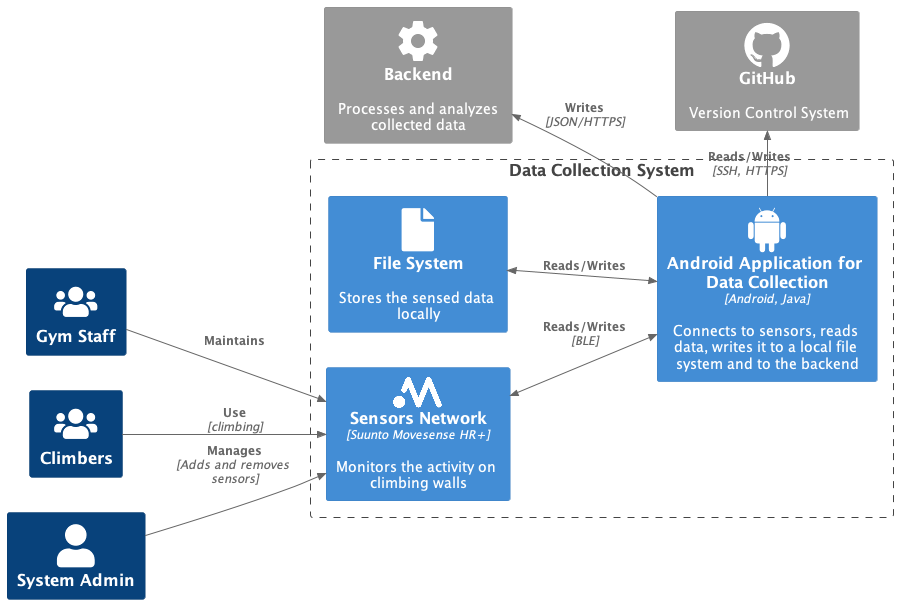 Backend
Processes and analyzes
collected data
GitHub
Version Control System
Writes
[JSON/HTTPS]
Reads/Writes
[SSH, HTTPS]
Data Collection System
File System
Stores the sensed data
locally
Reads/Writes
Android Application for
Data Collection
[Android, Java]
Connects to sensors, reads
data, writes it to a local file
system and to the backend
Reads/Writes
[BLE]
Gym Staff
Maintains
Sensors Network
[Suunto Movesense HR+]
Monitors the activity on
climbing walls
Climbers
Use
[climbing]
Manages
[Adds and removes
sensors]
System Admin